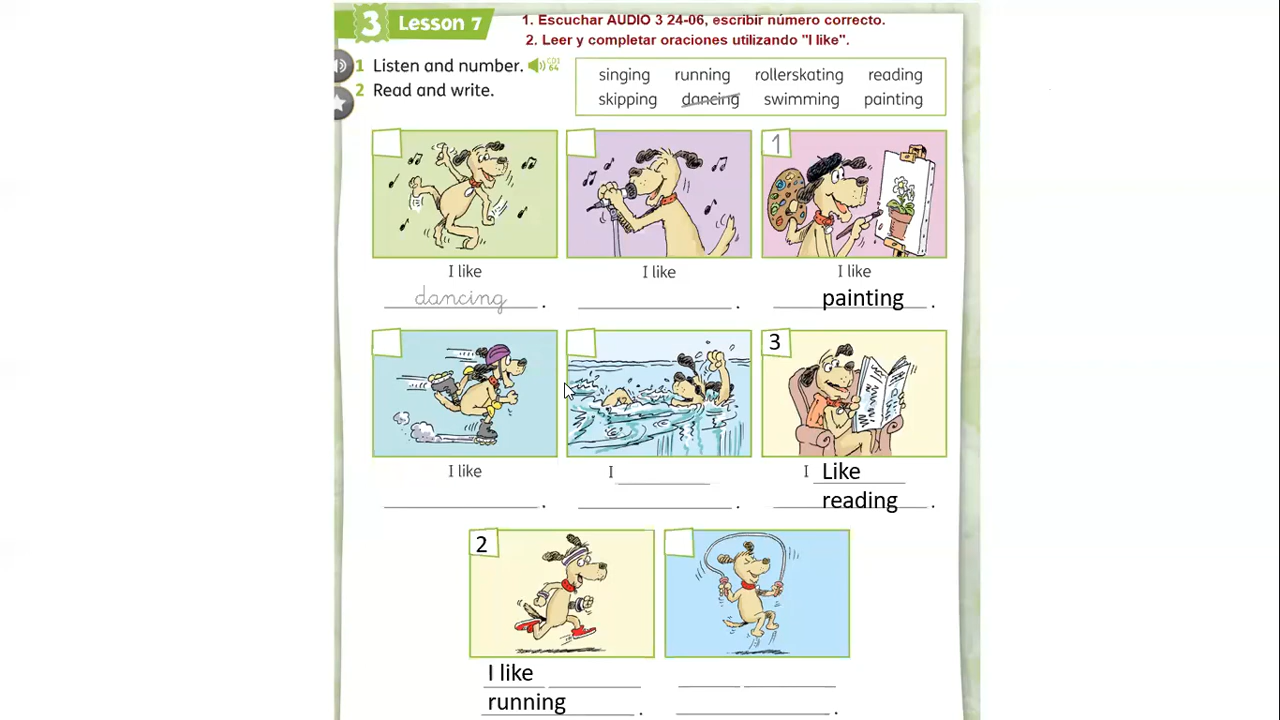 3 Lesson 7
1. Escuchar AUDIO 3 24-06, escribir número correcto.
2. Leer y completar oraciones utilizando "I like".
1 Listen and number. CD1 64
2 Read and write.
singing running rollerskating reading
skipping dancing swimming painting
1
I like I like I like
dancing . . painting .
3
I like I I Like
. . reading .
2
I like
running . .